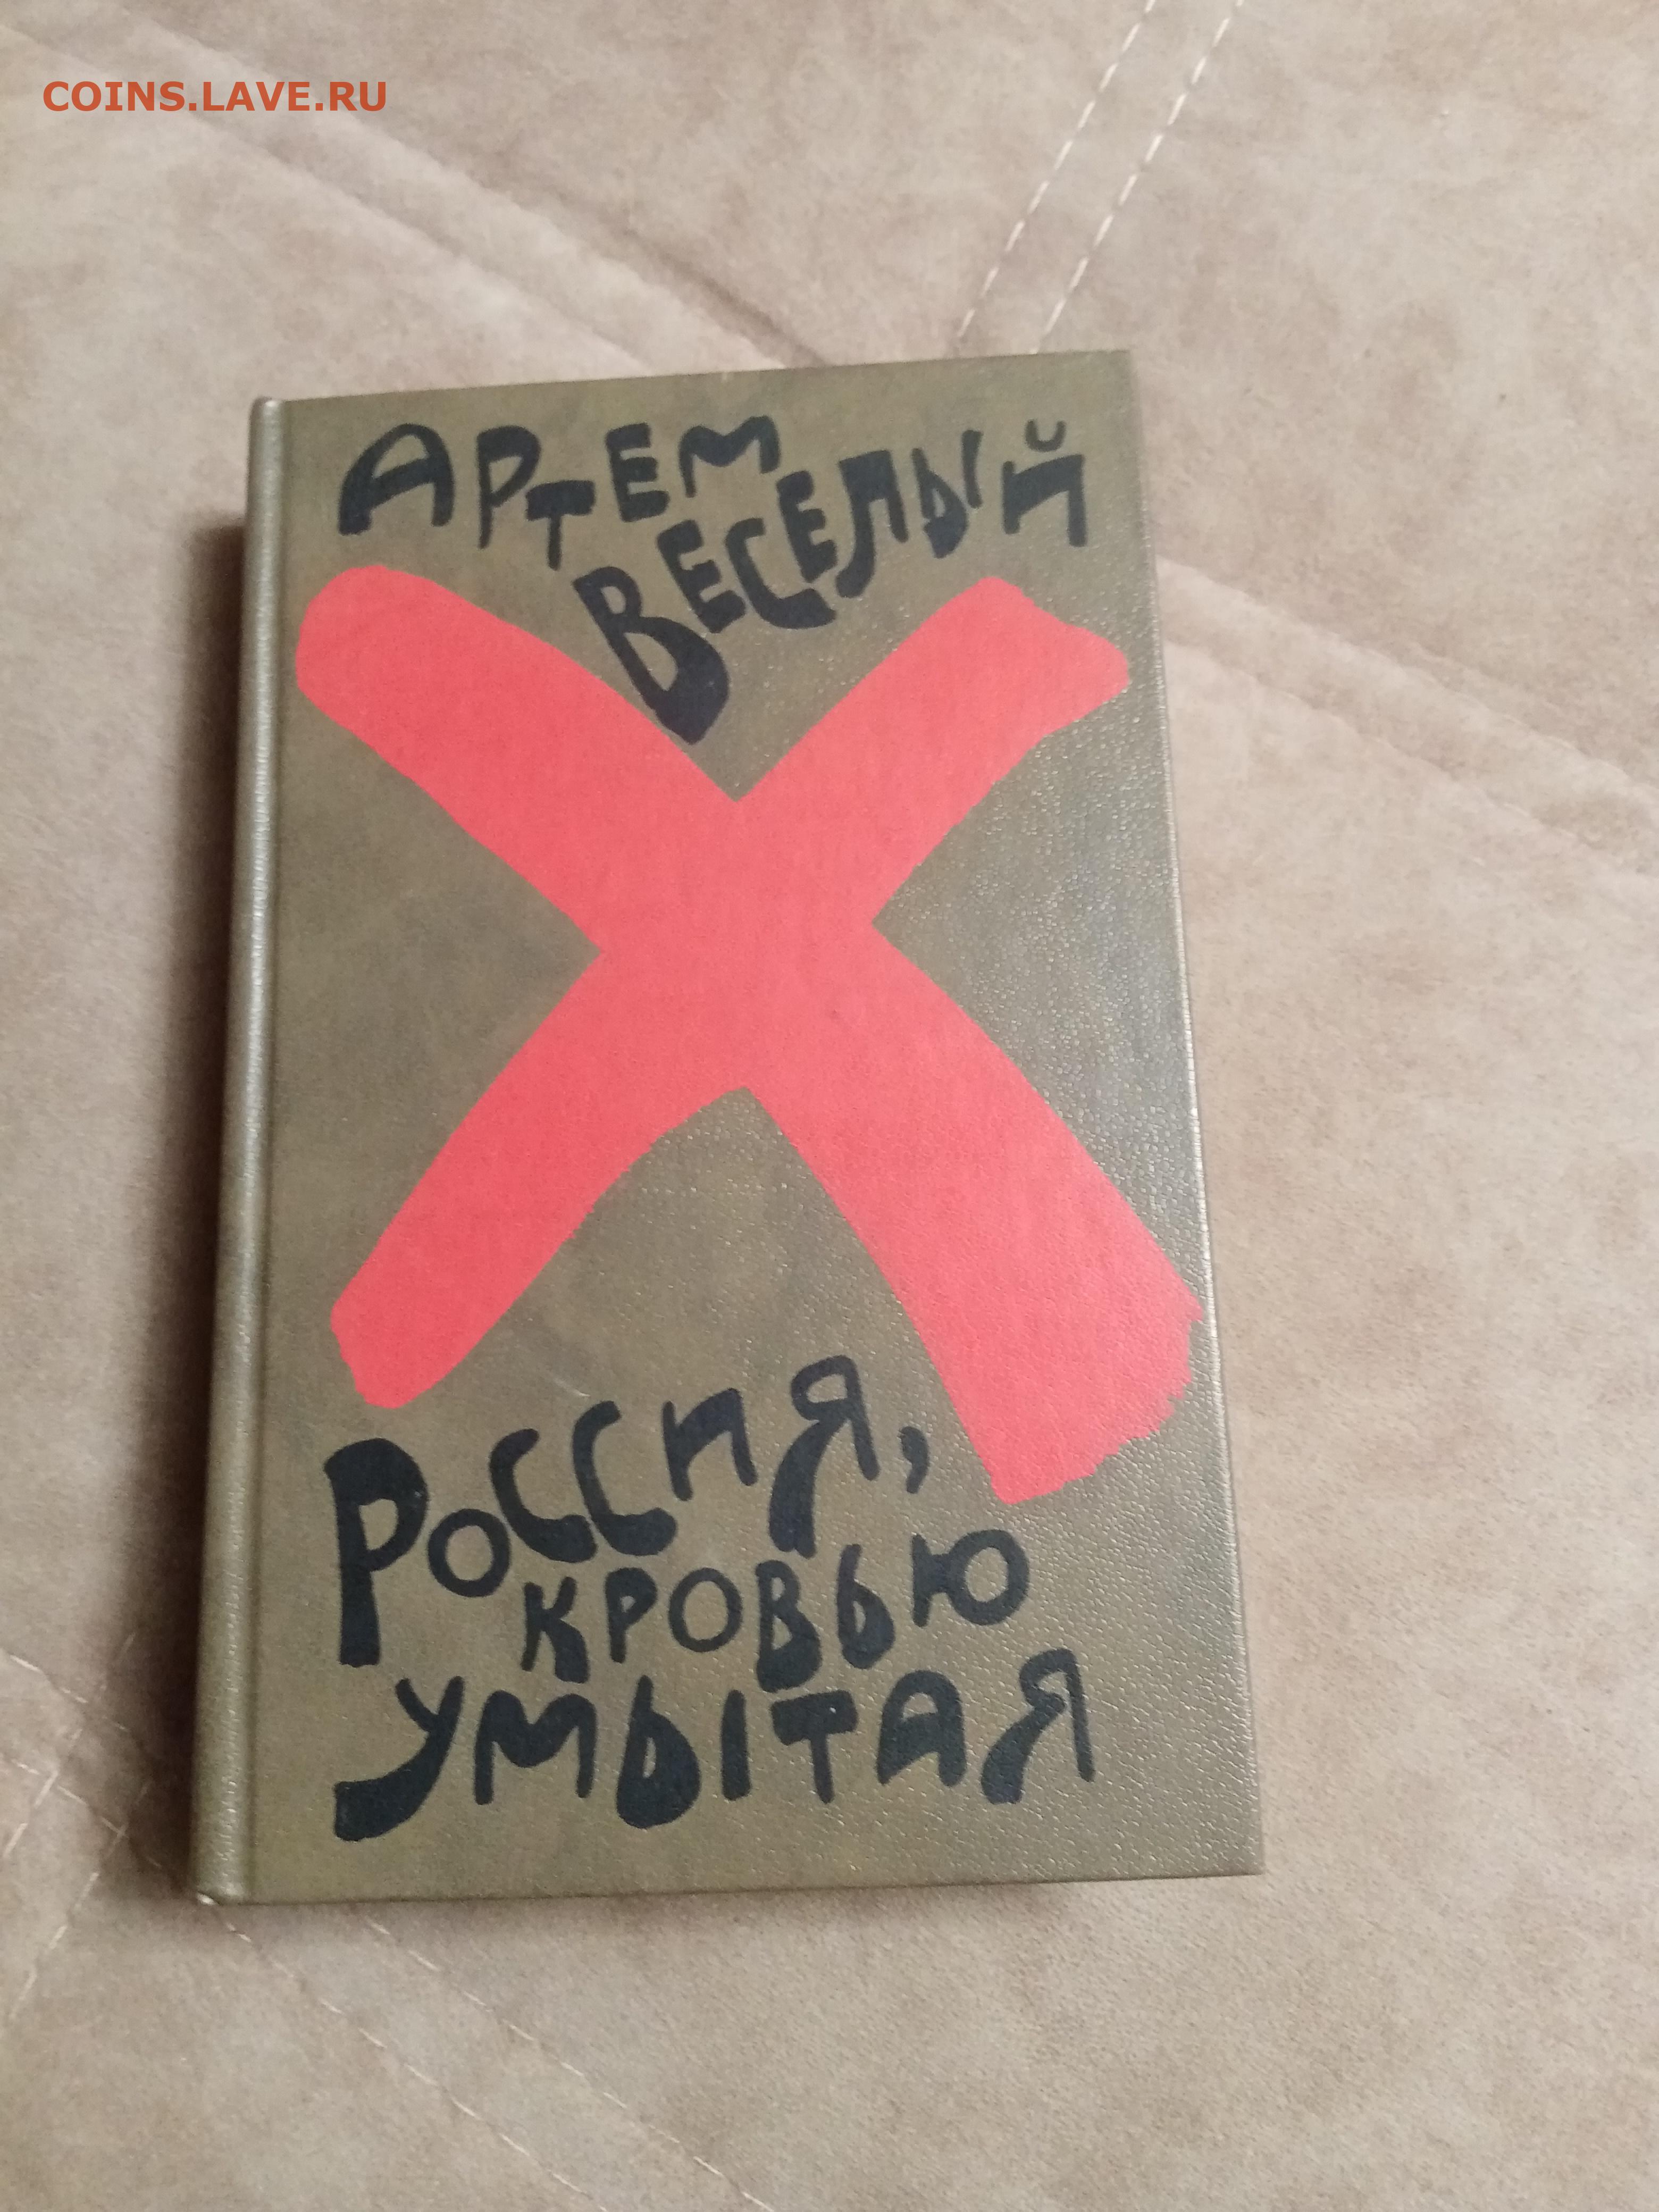 COINS.LAVE.RU
АРТЕМ
ВЕСЕЛЫЙ
РОССИЯ,
КРОВЬЮ
УМЫТАЯ